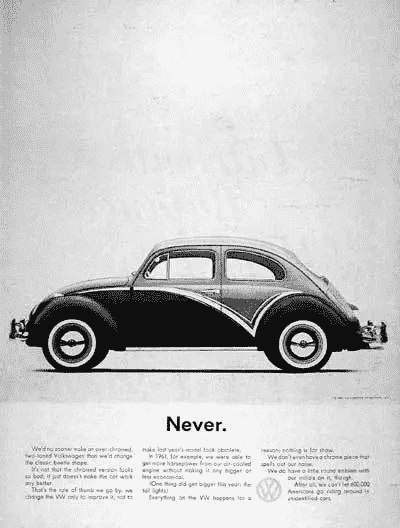 Never.
We'd no sooner make an over-chromed,
two-toned Volkswagen than we'd change
the classic beetle shape.
It's not that the chromed version looks
so bad; it just doesn't make the car work
any better.
That's the rule of thumb we go by: we
change the VW only to improve it, not to
make last year's model look obsolete.
In 1961, for example, we were able to
get more horsepower from our air-cooled
engine without making it any bigger or
less economical.
(One thing did get bigger this year: the
tail lights.)
Everything on the VW happens for a
reason; nothing is for show.
We don't even have a chrome piece that
spells out our name.
We do have a little round emblem with
our initials on it, though.
After all, we can't let 600,000
Americans go riding around in
unidentified cars.